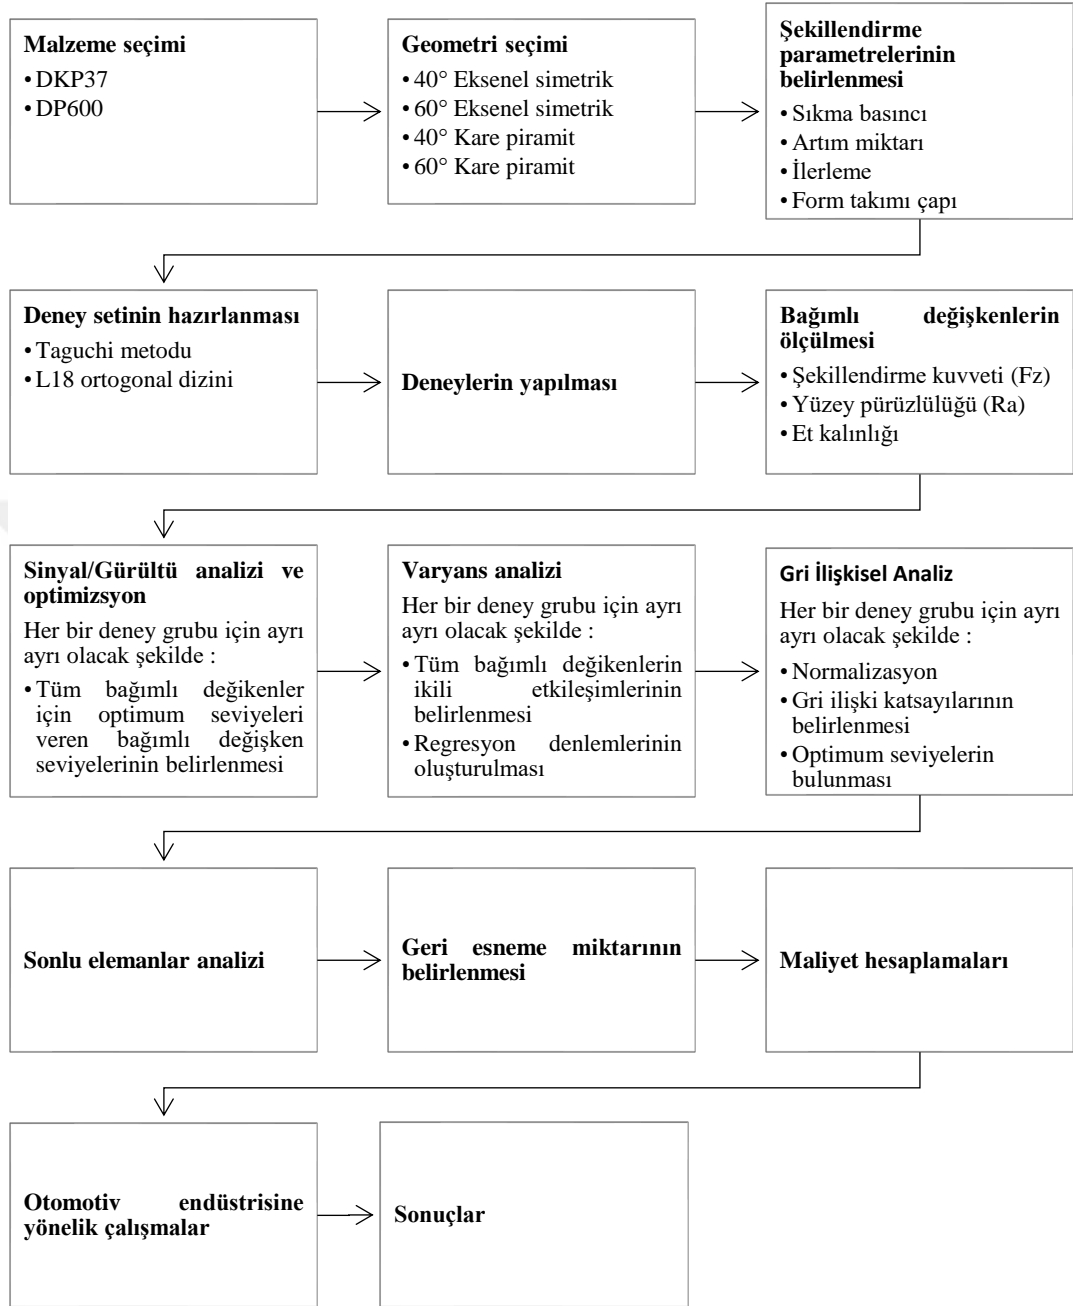 Malzeme seçimi
• DKP37
• DP600
Geometri seçimi
• 40° Eksenel simetrik
• 60° Eksenel simetrik
• 40° Kare piramit
• 60° Kare piramit
Şekillendirme
parametrelerinin
belirlenmesi
• Sıkma basıncı
• Artım miktarı
• İlerleme
• Form takımı çapı
Deney setinin hazırlanması
• Taguchi metodu
• L18 ortogonal dizini
Deneylerin yapılması
Bağımlı değişkenlerin
ölçülmesi
• Şekillendirme kuvveti (Fz)
• Yüzey pürüzlülüğü (Ra)
• Et kalınlığı
Sinyal/Gürültü analizi ve
optimizsyon
Her bir deney grubu için ayrı
ayrı olacak şekilde :
• Tüm bağımlı değikenler
için optimum seviyeleri
veren bağımlı değişken
seviyelerinin belirlenmesi
Varyans analizi
Her bir deney grubu için ayrı
ayrı olacak şekilde :
• Tüm bağımlı değikenlerin
ikili etkileşimlerinin
belirlenmesi
• Regresyon denlemlerinin
oluşturulması
Gri İlişkisel Analiz
Her bir deney grubu için ayrı
ayrı olacak şekilde :
• Normalizasyon
• Gri ilişki katsayılarının
belirlenmesi
• Optimum seviyelerin
bulunması
Sonlu elemanlar analizi
Geri esneme miktarının
belirlenmesi
Maliyet hesaplamaları
Otomotiv endüstrisine
yönelik çalışmalar
Sonuçlar